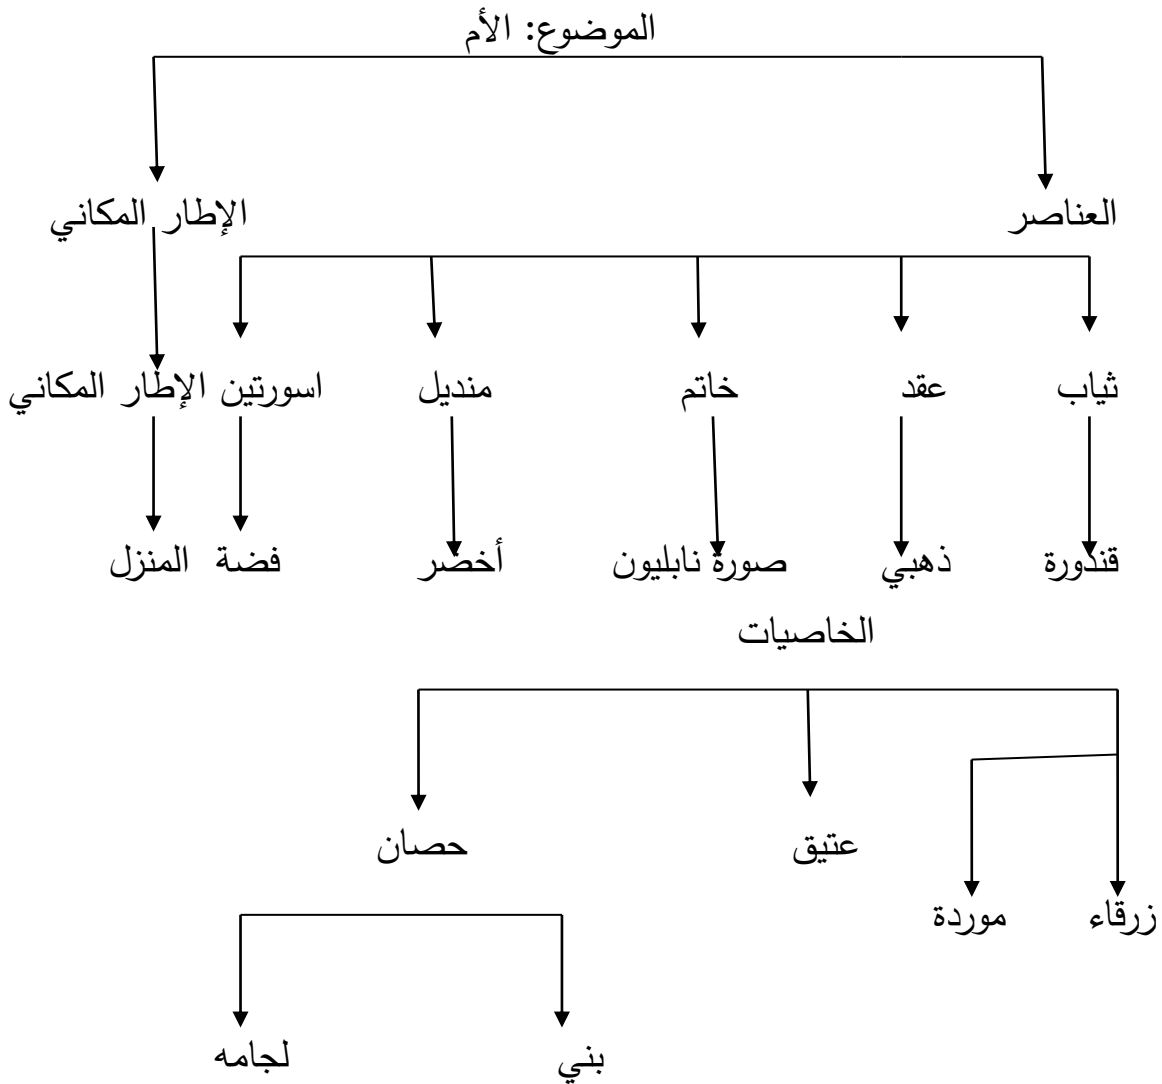 الموضوع: الأم
العناصر الإطار المكاني
ثياب عقد خاتم منديل اسورتين الإطار المكاني
قندورة ذهبي صورة نابليون أخضر فضة المنزل
الخاصيات
عتيق حصان
زرقاء موردة
بني لجامه